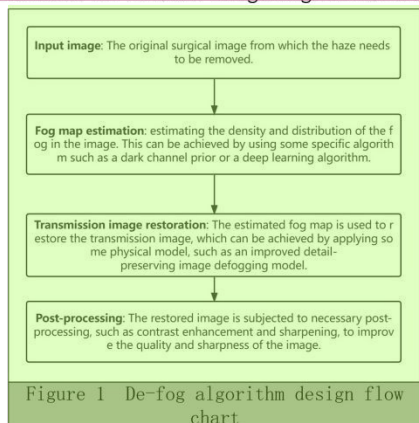 Input image: The original surgical image from which the haze needs
to be removed.
Fog map estimation: estimating the density and distribution of the f
og in the image. This can be achieved by using some specific algorith
m such as a dark channel prior or a deep learning algorithm.
Transmission image restoration: The estimated fog map is used to r
estore the transmission image, which can be achieved by applying so
me physical model, such as an improved detail-
preserving image defogging model.
Post-processing: The restored image is subjected to necessary post-
processing, such as contrast enhancement and sharpening, to improv
e the quality and sharpness of the image.
Figure 1 De-fog algorithm design flow
chart